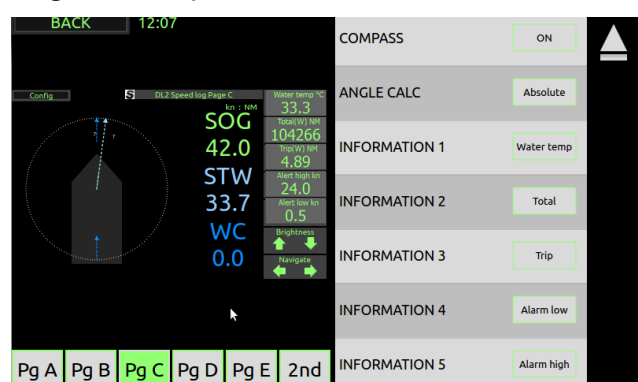 BACK 12:07
Config
S DL2 Speed log Page C
kn : NM
SOG
42.0
STW
33.7
WC
0.0
?
?
Water temp °C
33.3
Total(W) NM
104266
Trip(W) NM
4.89
Alert high kn
24.0
Alert low kn
0.5
Brightness
Navigate
Pg A Pg B Pg C Pg D Pg E 2nd
COMPASS ON
ANGLE CALC Absolute
INFORMATION 1 Water temp
INFORMATION 2 Total
INFORMATION 3 Trip
INFORMATION 4 Alarm low
INFORMATION 5 Alarm high